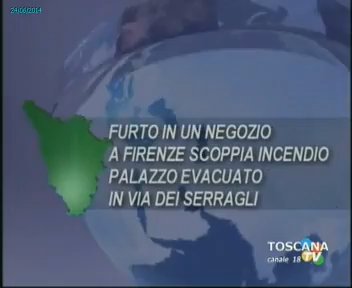 24/06/2014
FURTO IN UN NEGOZIO
A FIRENZE SCOPPIA INCENDIO
PALAZZO EVACUATO
IN VIA DEI SERRAGLI
TOSCANA
TV
canale 18